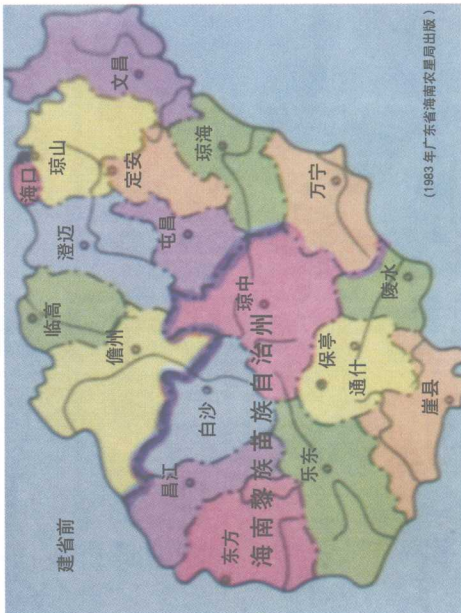 建省前
海口
琼山
文昌
临高
澄迈
定安
儋州
屯昌
琼海
昌江
白沙
琼中
万宁
东方
海南黎族苗族自治州
乐东
保亭
通什
陵水
崖县
(1983年广东省海南农垦局出版)